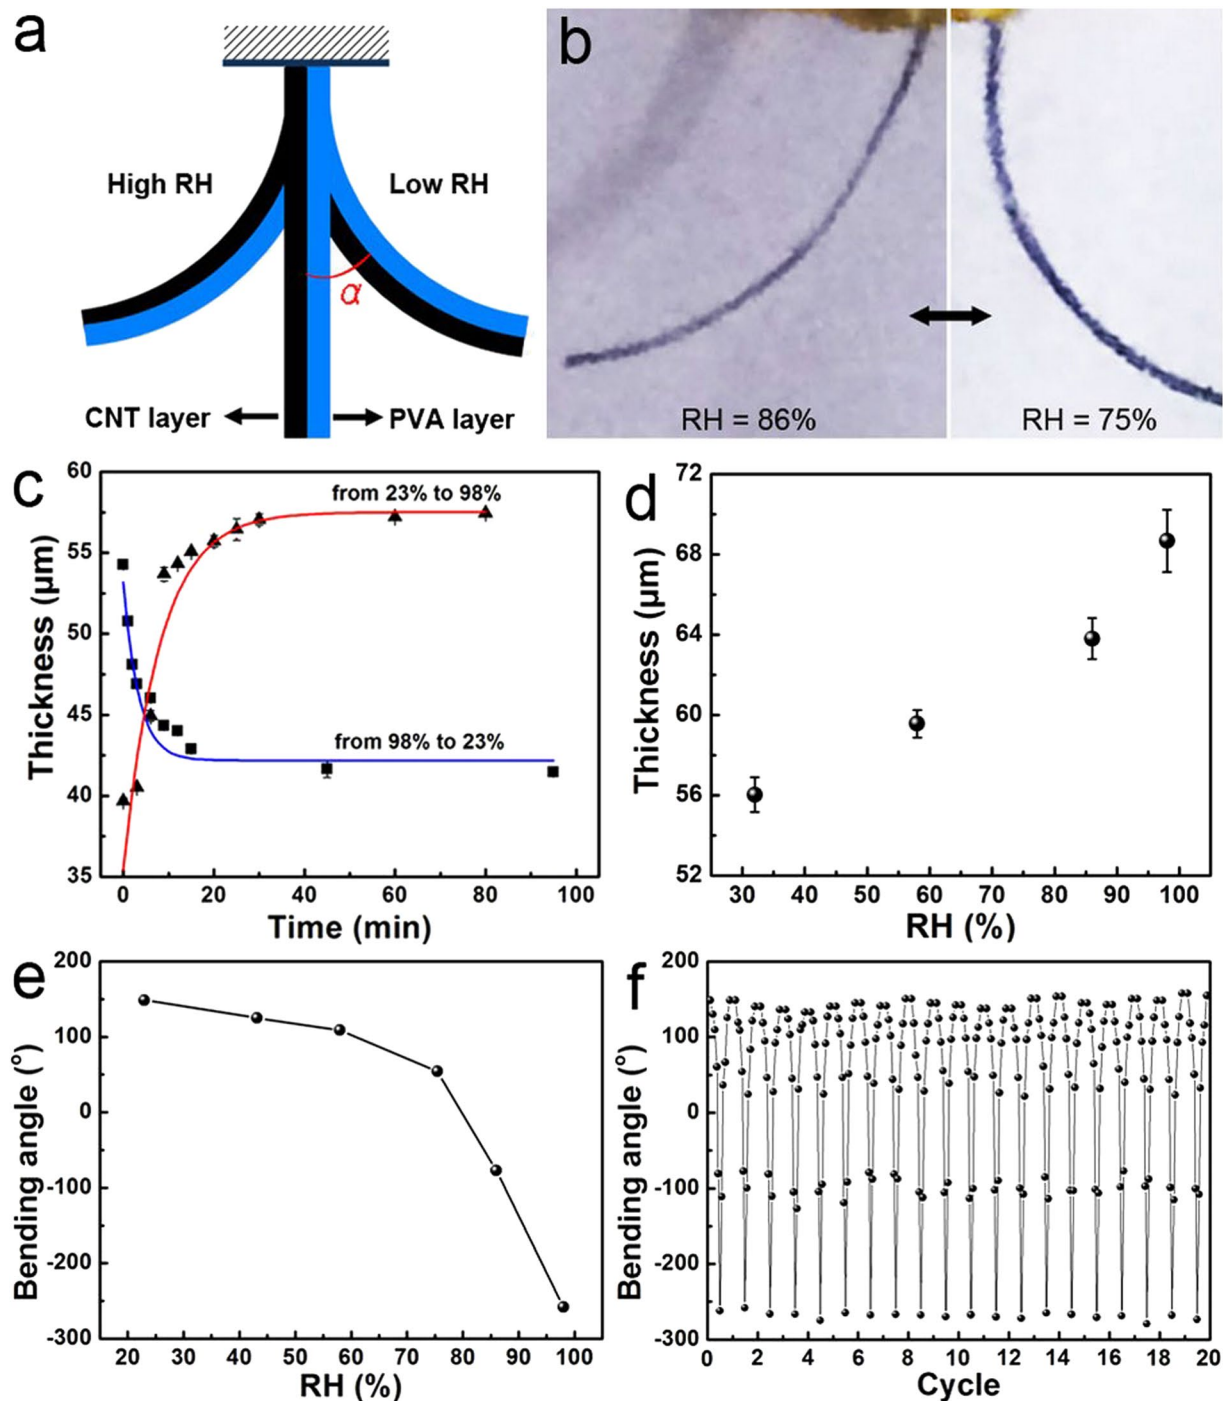 a
High RH
Low RH
α
CNT layer
PVA layer
b
RH = 86%
RH = 75%
c
60
55
50
45
40
35
Thickness (μm)
from 23% to 98%
from 98% to 23%
0
20
40
60
80
100
Time (min)
d
72
68
64
60
56
52
Thickness (μm)
30
40
50
60
70
80
90
100
RH (%)
e
200
100
0
-100
-200
-300
Bending angle (°)
20
30
40
50
60
70
80
90
100
RH (%)
f
200
100
0
-100
-200
-300
Bending angle (°)
0
2
4
6
8
10
12
14
16
18
20
Cycle